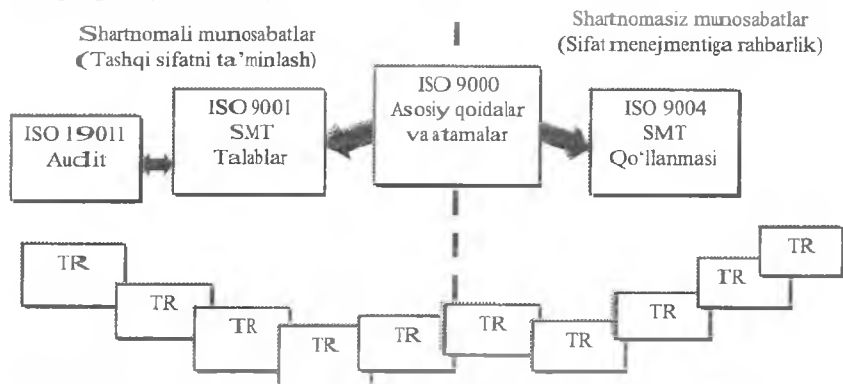 Shartnomali munosabatlar
(Tashqi sifatni ta’minlash)
Shartnomasiz munosabatlar
(Sifat menejmentiga rahbarlik)
ISO 19011
Audit
ISO 9001
SMT
Talablar
ISO 9000
Asosiy qoidalar
va atamalar
ISO 9004
SMT
Qo‘llanmasi
TR
TR
TR
TR
TR
TR
TR
TR
TR
TR